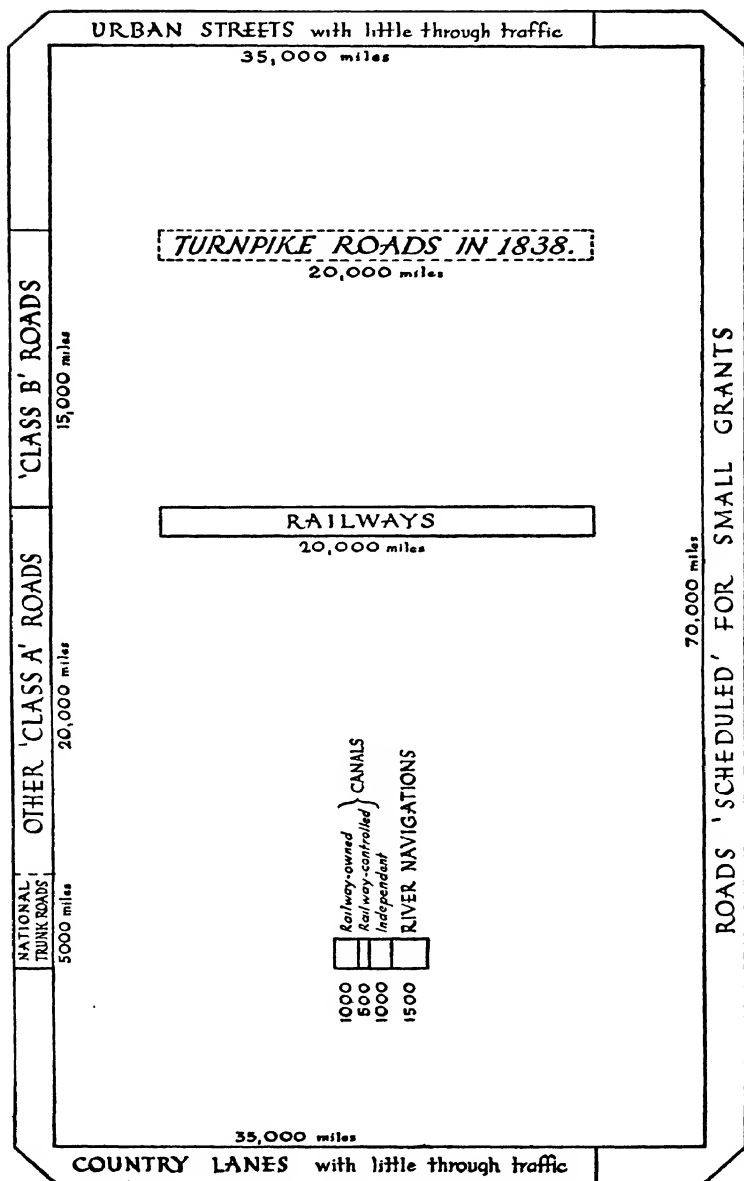 URBAN STREETS with little through traffic
35,000 miles
TURNPIKE ROADS IN 1838.
20,000 miles
'CLASS B' ROADS
15,000 miles
RAILWAYS
20,000 miles
OTHER 'CLASS A' ROADS
20,000 miles
NATIONAL
TRUNK ROADS
5000 miles
Railway-owned
Railway-controlled
Independant
CANALS
RIVER NAVIGATIONS
1000
500
1000
1500
70,000 miles
ROADS 'SCHEDULED' FOR SMALL GRANTS
35,000 miles
COUNTRY LANES with little through traffic